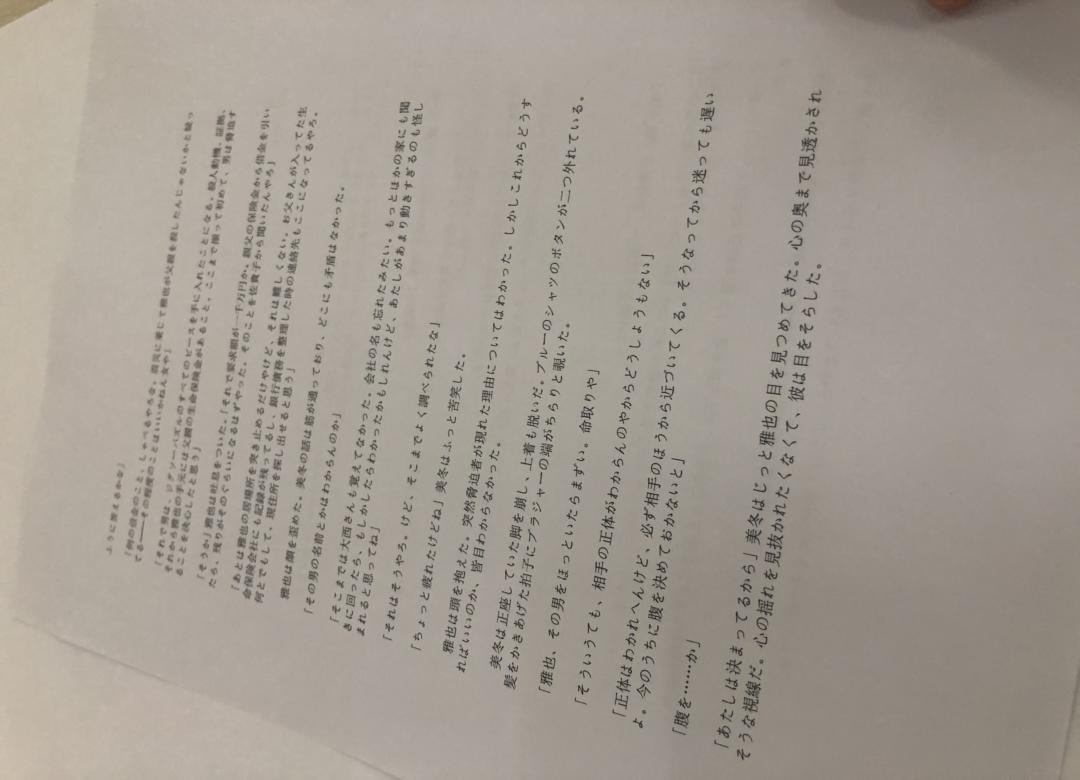 ように思えるかな」
「例の借金のこと、しゃべるやろな。震災に乗じて雅也が父親を殺したんじゃないかと疑っ
てる――その程度のことはいいかねん女や」
「それで男は、ジグソーパズルのすべてのピースを手に入れたことになる。殺人動機、証拠、
それから雅也の手元には父親の生命保険金があること。ここまで揃って初めて、男は脅迫す
ることを決心したと思う」
「そうか」雅也は吐息をついた。「それで要求額が一千万円か。親父の保険金から借金を引い
たら、残りがそのぐらいになるはずやった。そのことを佐貴子から聞いたんやろ」
「あとは雅也の居場所を突き止めるだけやけど、それは難しくない。お父さんが入ってた生
命保険会社にも記録が残ってるし、銀行債務を整理した時の連絡先もここになってるやろ。
何とでもして、現住所を探し出せると思う」
雅也は顔を歪めた。美冬の話は筋が通っており、どこにも矛盾はなかった。
「その男の名前とかはわからんのか」
「そこまでは大西さんも覚えてなかった。会社の名も忘れたみたい。もっとほかの家にも聞
きに回ったら、もしかしたらわかったかもしれんけど、あたしがあまり動きすぎるのも怪し
まれると思ってね」
「それはそうやろ。けど、そこまでよく調べられたな」
「ちょっと疲れたけどね」美冬はふっと苦笑した。
雅也は頭を抱えた。突然脅迫者が現れた理由についてはわかった。しかしこれからどうす
ればいいのか、皆目わからなかった。
美冬は正座していた脚を崩し、上着も脱いだ。ブルーのシャツのボタンが二つ外れている。
髪をかきあげた拍子にブラジャーの端がちらりと覗いた。
「雅也、その男をほっといたらまずい。命取りや」
「そういうても、相手の正体がわからんのやからどうしようもない」
「正体はわかれへんけど、必ず相手のほうから近づいてくる。そうなってから迷っても遅い
よ。今のうちに腹を決めておかないと」
「腹を……か」
「あたしは決まってるから」美冬はじっと雅也の目を見つめてきた。心の奥まで見透かされ
そうな視線だ。心の揺れを見抜かれたくなくて、彼は目をそらした。